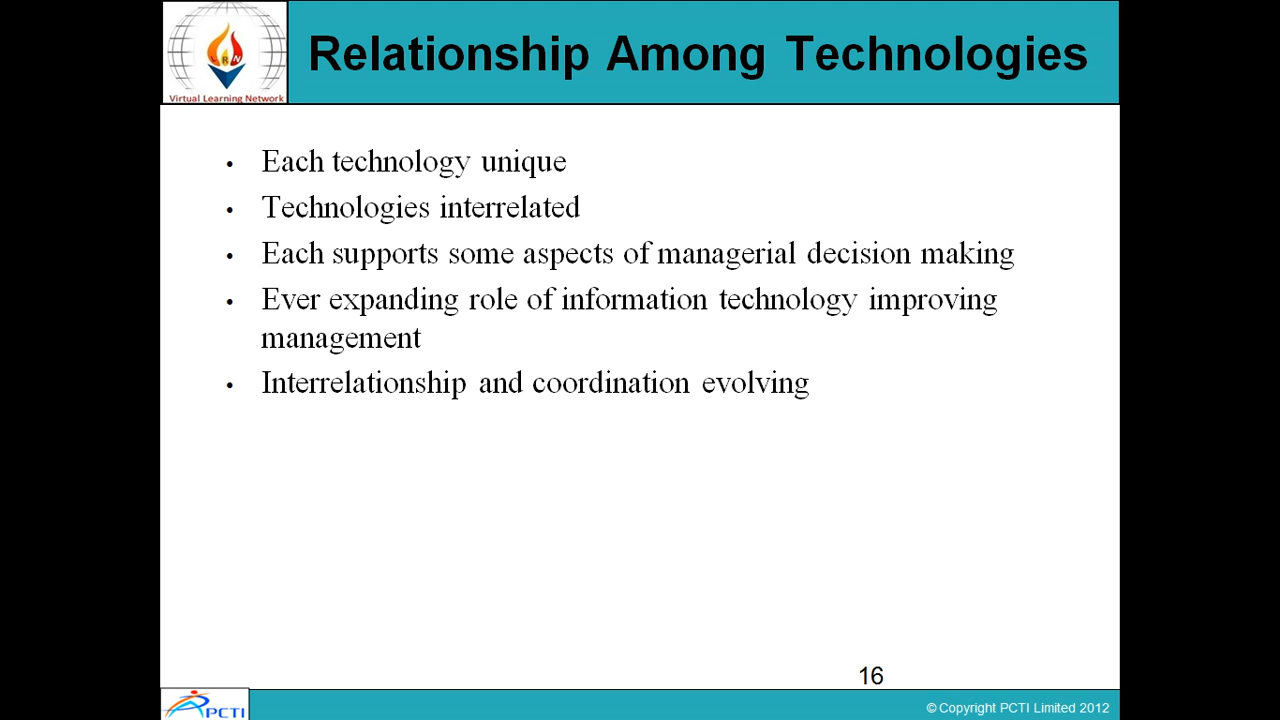 Relationship Among Technologies
LRN
Virtual Learning Network
• Each technology unique
• Technologies interrelated
• Each supports some aspects of managerial decision making
• Ever expanding role of information technology improving
management
• Interrelationship and coordination evolving
16
PCTI
© Copyright PCTI Limited 2012